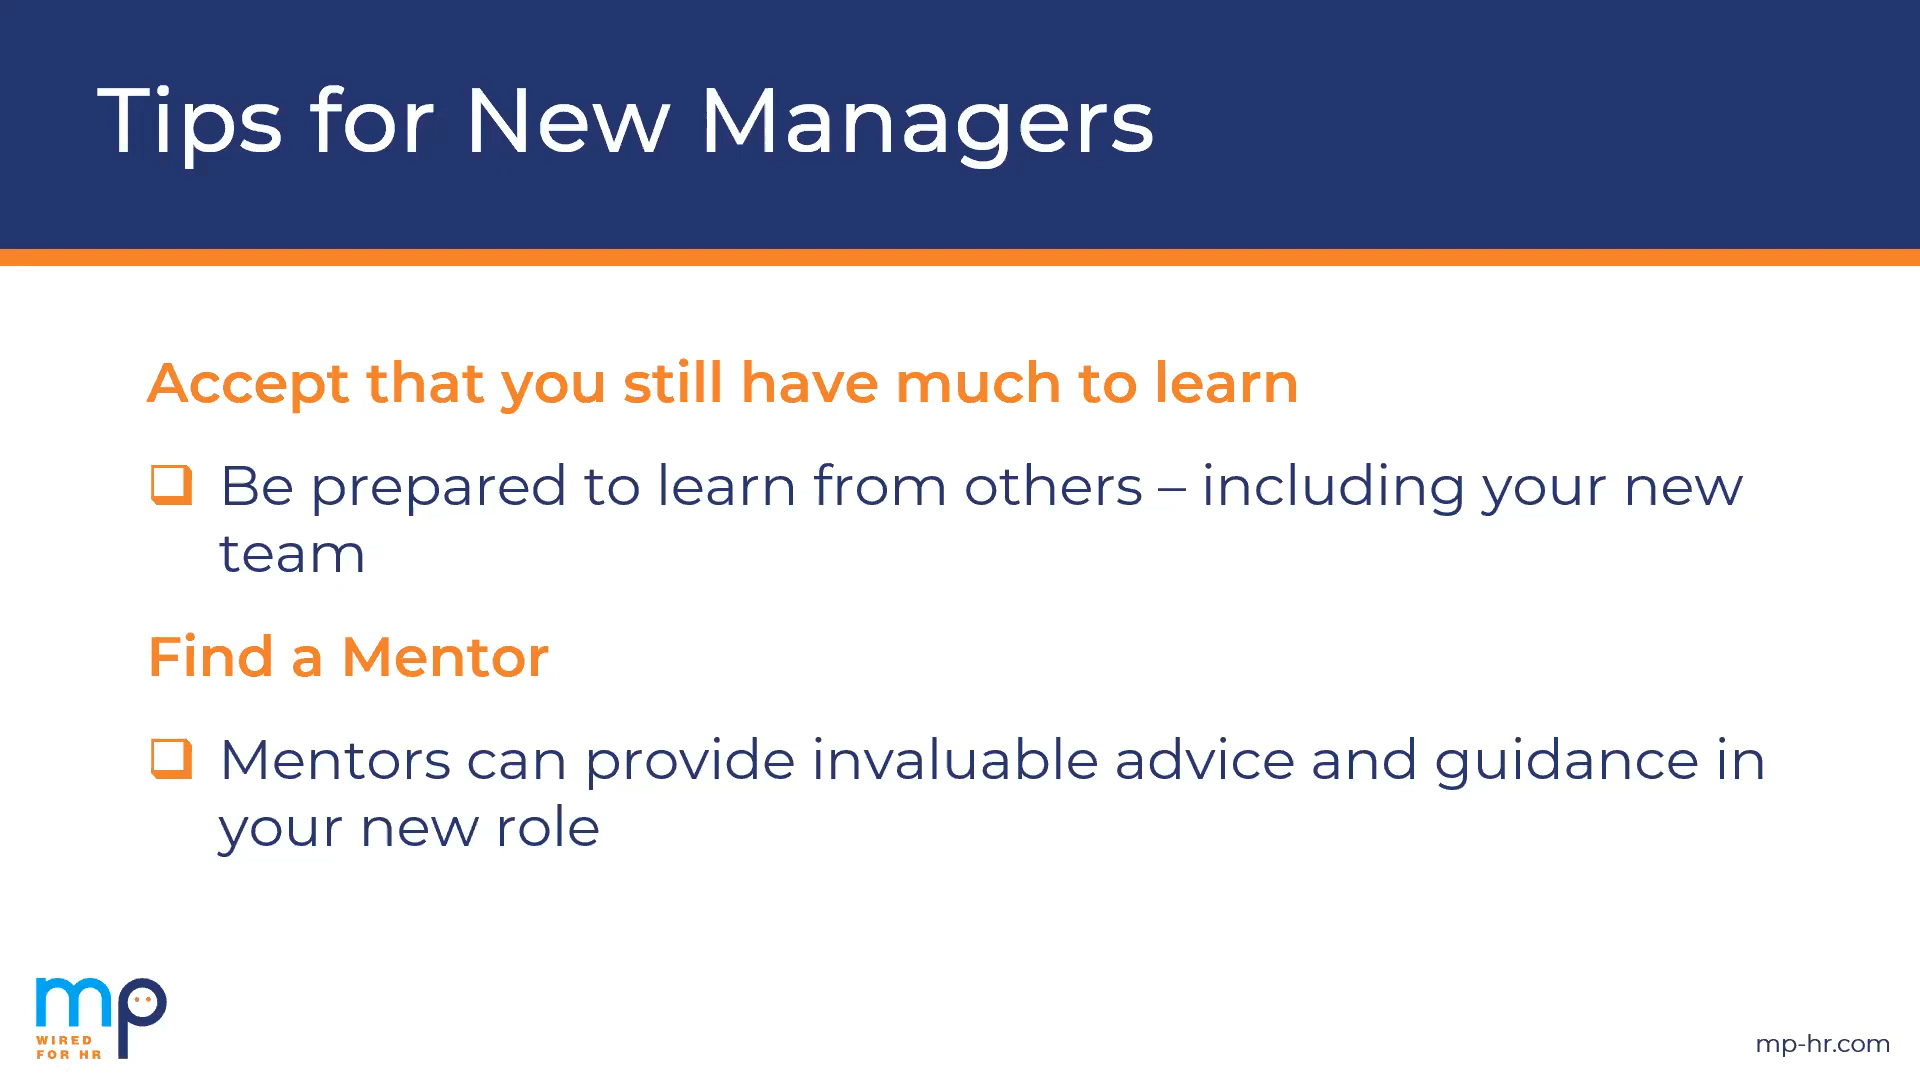 Tips for New Managers
Accept that you still have much to learn
Be prepared to learn from others – including your new
team
Find a Mentor
Mentors can provide invaluable advice and guidance in
your new role
mp
WIRED
FOR HR
mp-hr.com